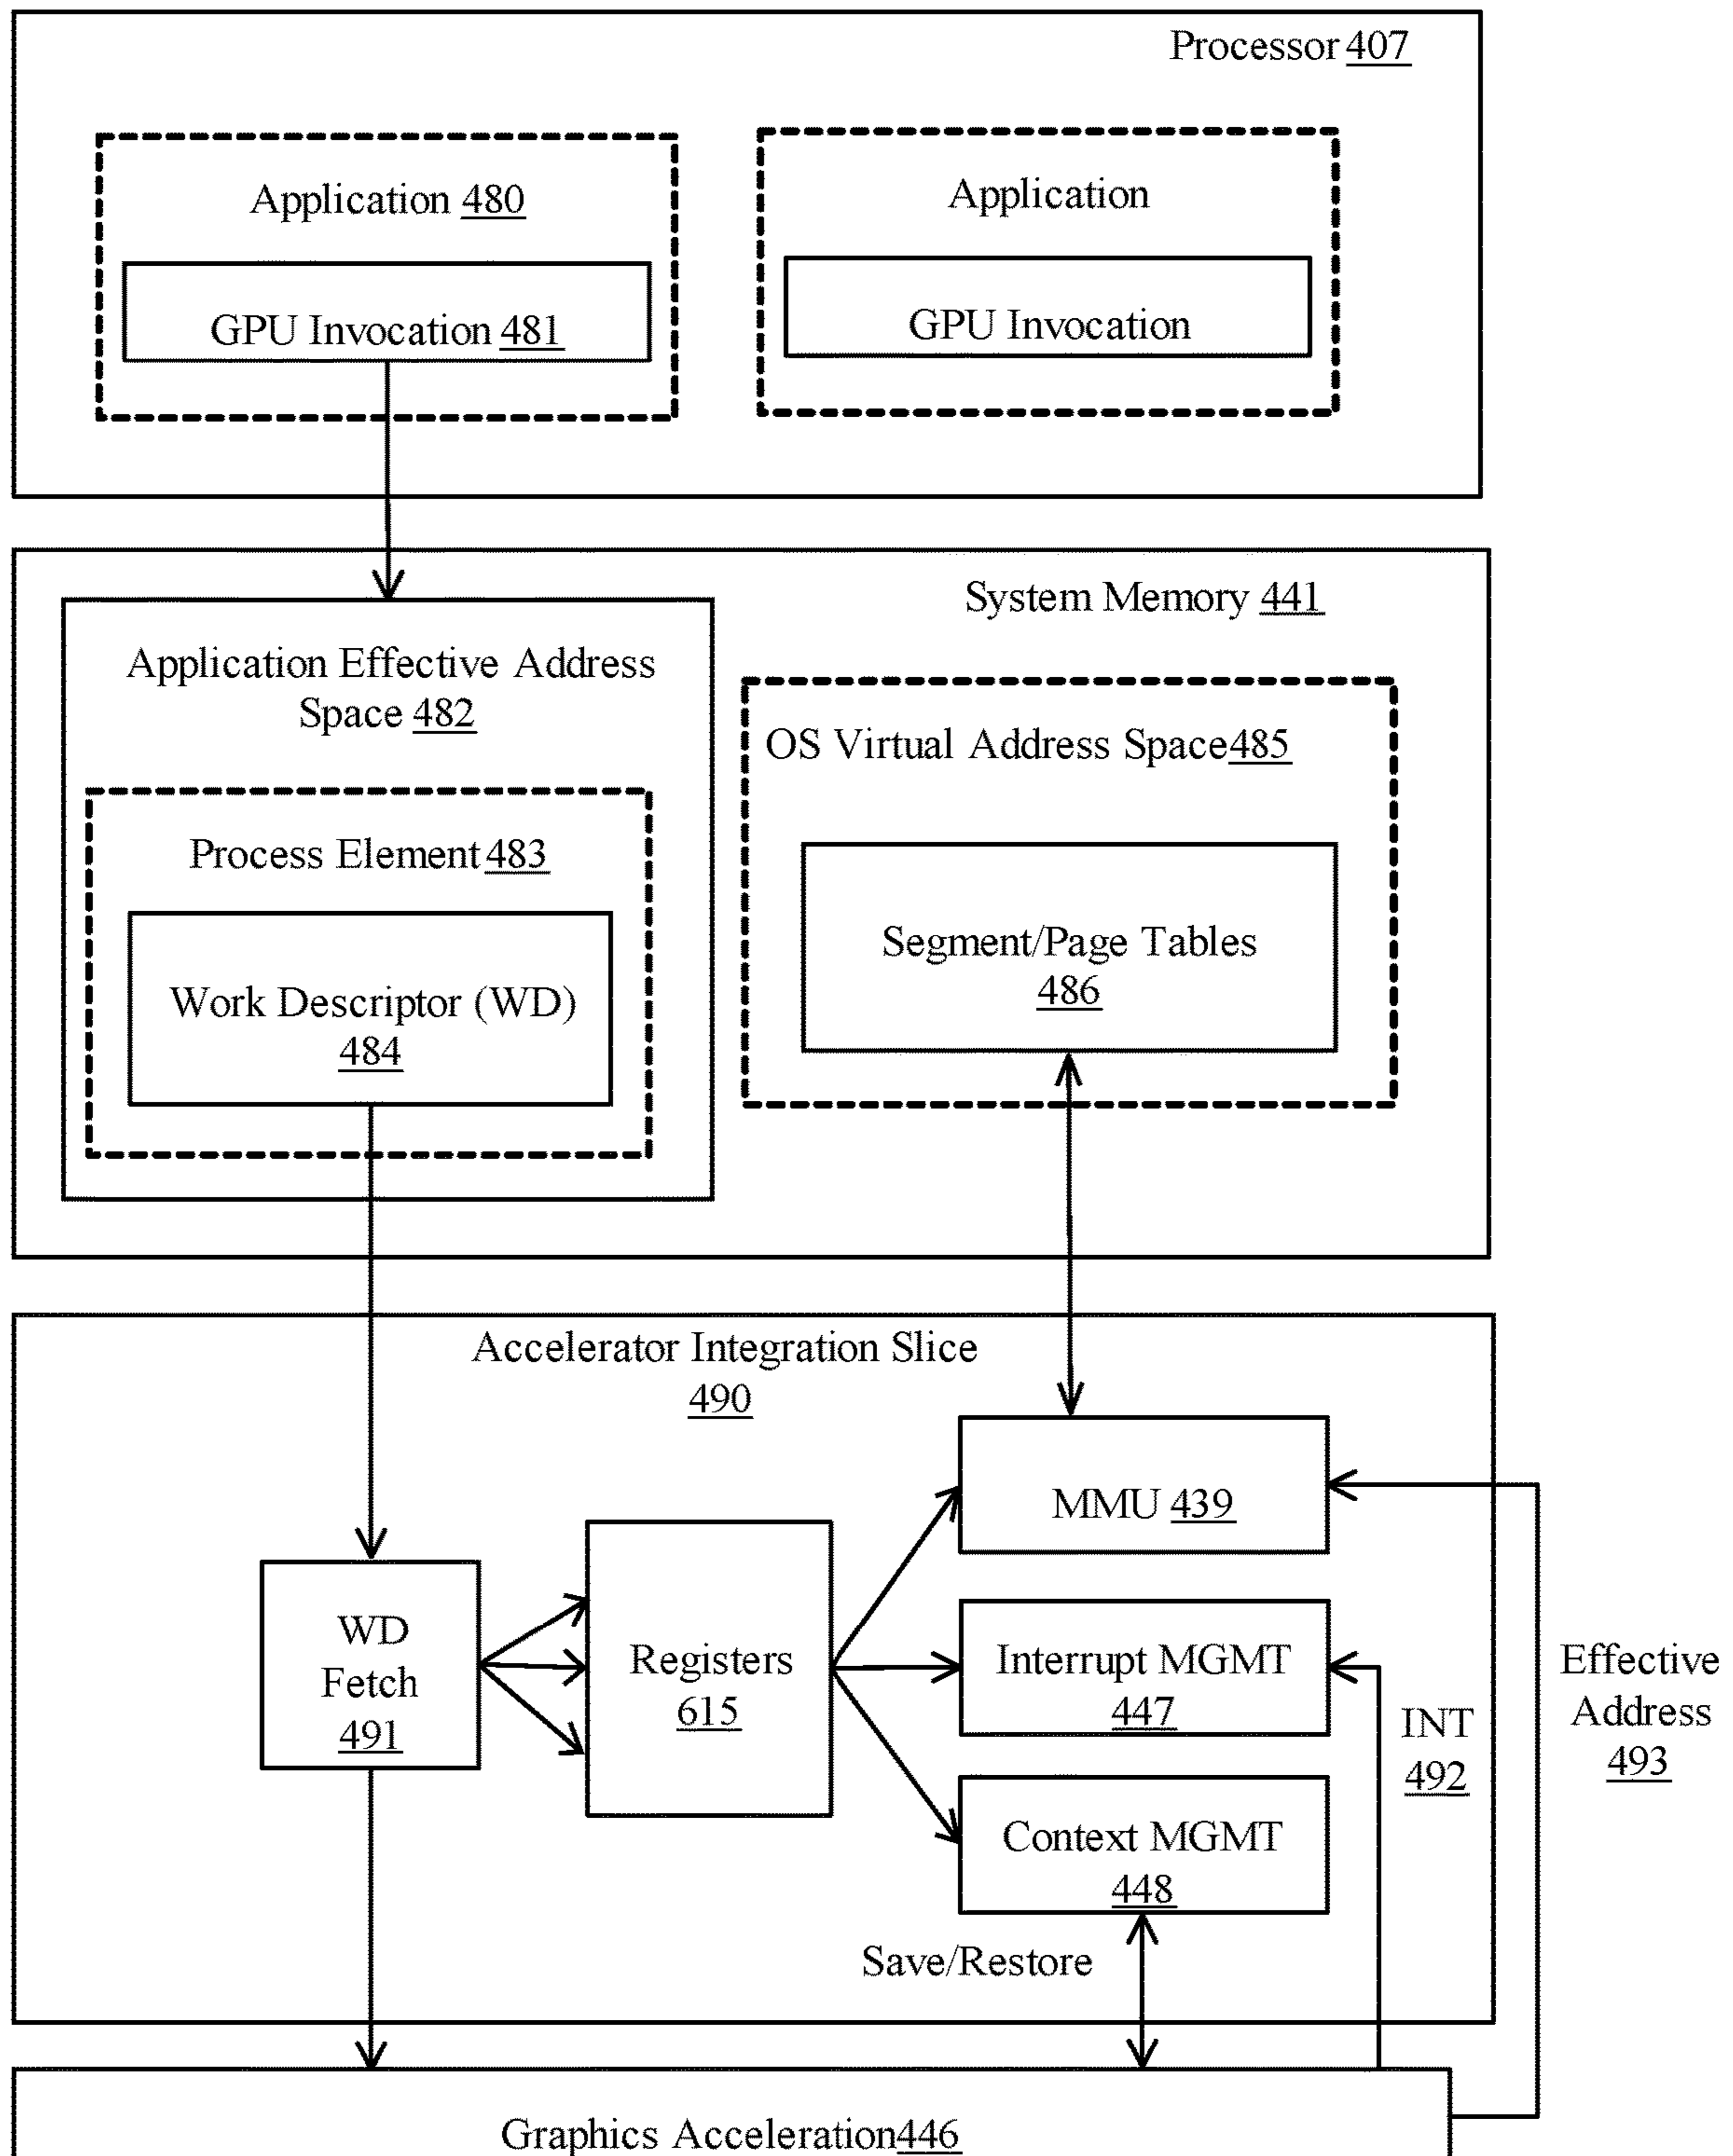 Processor 407
Application 480
GPU Invocation 481
Application
GPU Invocation
System Memory 441
Application Effective Address
Space 482
Process Element 483
Work Descriptor (WD)
484
OS Virtual Address Space485
Segment/Page Tables
486
Accelerator Integration Slice
490
WD
Fetch
491
Registers
615
MMU 439
Interrupt MGMT
447
Context MGMT
448
Save/Restore
INT
492
Effective
Address
493
Graphics Acceleration446